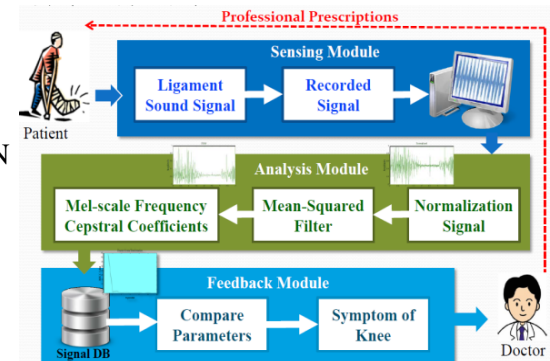 Professional Prescriptions
Sensing Module
Ligament
Sound Signal
Recorded
Signal
Patient
N
Analysis Module
Mel-scale Frequency
Cepstral Coefficients
Mean-Squared
Filter
Normalization
Signal
Feedback Module
Signal DB
Compare
Parameters
Symptom of
Knee
Doctor